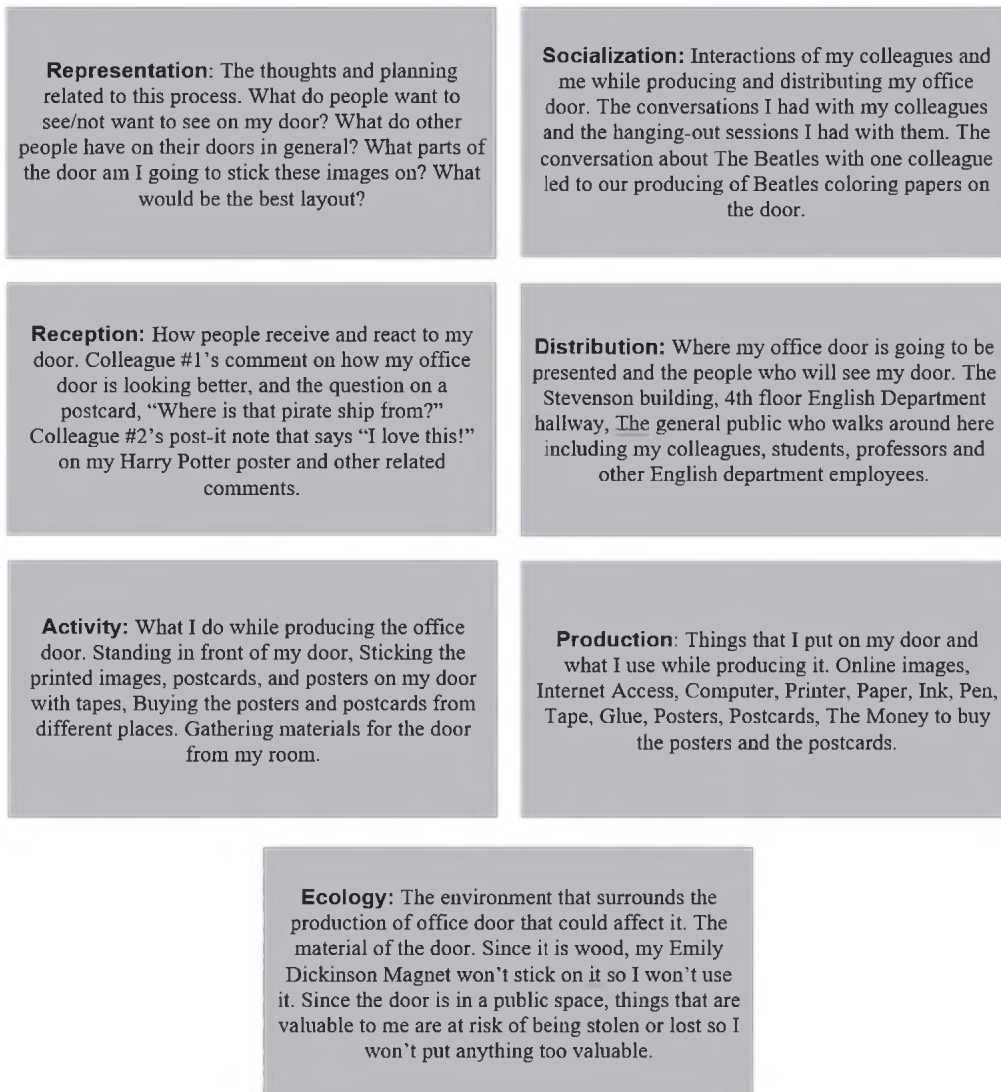 Representation: The thoughts and planning
related to this process. What do people want to
see/not want to see on my door? What do other
people have on their doors in general? What parts of
the door am I going to stick these images on? What
would be the best layout?
Socialization: Interactions of my colleagues and
me while producing and distributing my office
door. The conversations I had with my colleagues
and the hanging-out sessions I had with them. The
conversation about The Beatles with one colleague
led to our producing of Beatles coloring papers on
the door.
Reception: How people receive and react to my
door. Colleague #1's comment on how my office
door is looking better, and the question on a
postcard, “Where is that pirate ship from?”
Colleague #2's post-it note that says “I love this!”
on my Harry Potter poster and other related
comments.
Distribution: Where my office door is going to be
presented and the people who will see my door. The
Stevenson building, 4th floor English Department
hallway, The general public who walks around here
including my colleagues, students, professors and
other English department employees.
Activity: What I do while producing the office
door. Standing in front of my door, Sticking the
printed images, postcards, and posters on my door
with tapes, Buying the posters and postcards from
different places. Gathering materials for the door
from my room.
Production: Things that I put on my door and
what I use while producing it. Online images,
Internet Access, Computer, Printer, Paper, Ink, Pen,
Tape, Glue, Posters, Postcards, The Money to buy
the posters and the postcards.
Ecology: The environment that surrounds the
production of office door that could affect it. The
material of the door. Since it is wood, my Emily
Dickinson Magnet won't stick on it so I won't use
it. Since the door is in a public space, things that are
valuable to me are at risk of being stolen or lost so I
won't put anything too valuable.